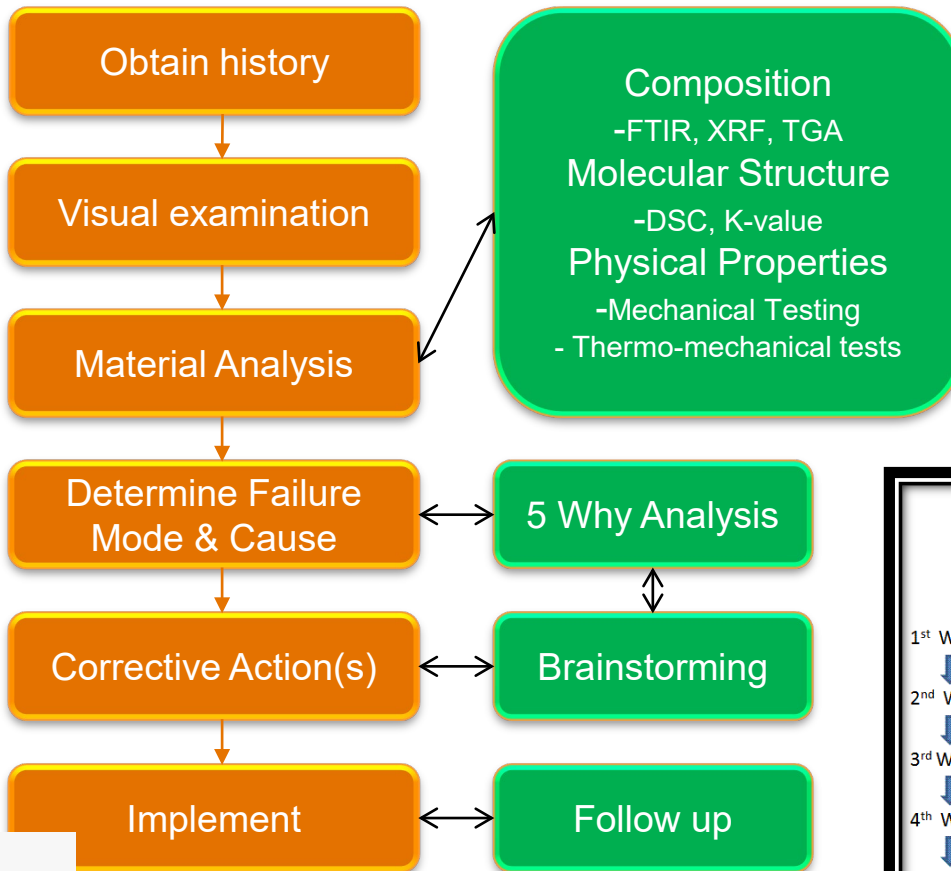 Obtain history
Visual examination
Material Analysis
Determine Failure
Mode & Cause
Corrective Action(s)
Implement
Composition
-FTIR, XRF, TGA
Molecular Structure
-DSC, K-value
Physical Properties
-Mechanical Testing
- Thermo-mechanical tests
5 Why Analysis
Brainstorming
Follow up
1st W
2nd W
3rd W
4th W